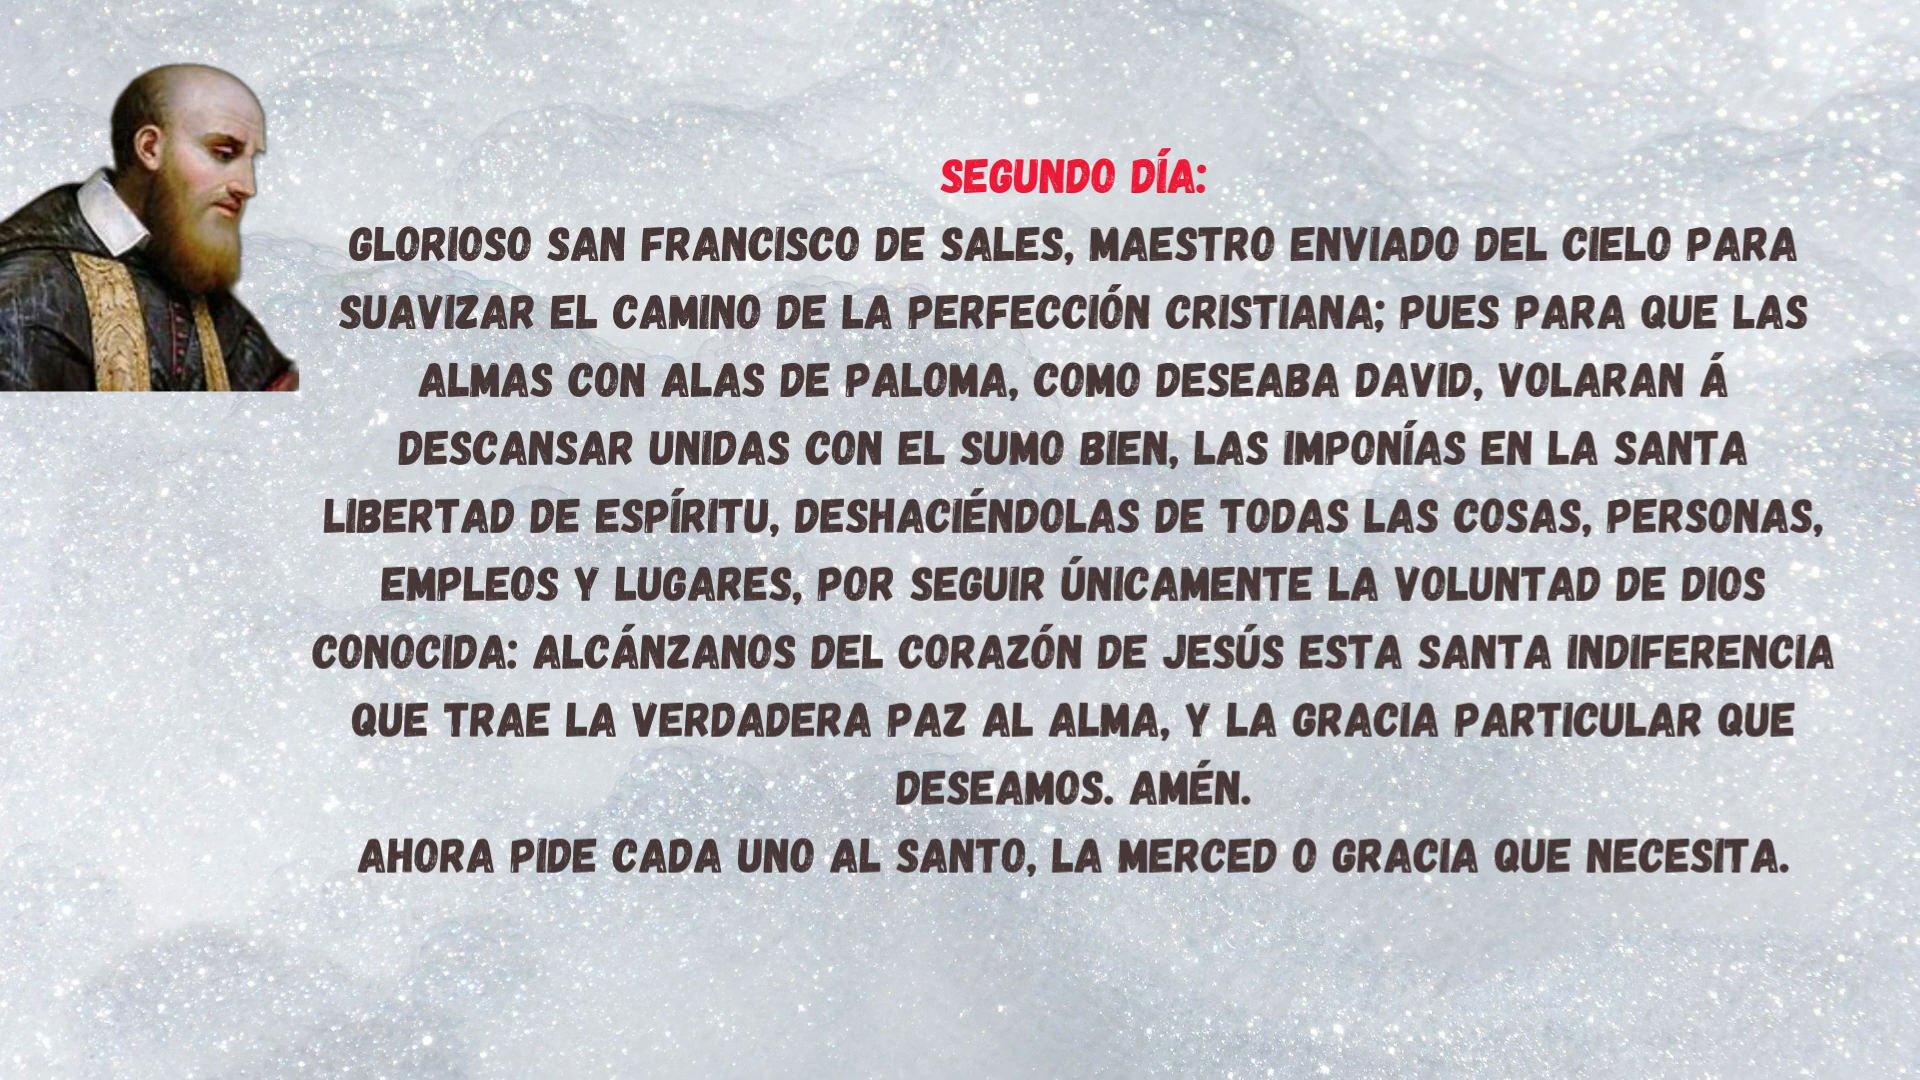 SEGUNDO DÍA:
GLORIOSO SAN FRANCISCO DE SALES, MAESTRO ENVIADO DEL CIELO PARA
SUAVIZAR EL CAMINO DE LA PERFECCIÓN CRISTIANA; PUES PARA QUE LAS
ALMAS CON ALAS DE PALOMA, COMO DESEABA DAVID, VOLARAN Á
DESCANSAR UNIDAS CON EL SUMO BIEN, LAS IMPONÍAS EN LA SANTA
LIBERTAD DE ESPÍRITU, DESHACIÉNDOLAS DE TODAS LAS COSAS, PERSONAS,
EMPLEOS Y LUGARES, POR SEGUIR ÚNICAMENTE LA VOLUNTAD DE DIOS
CONOCIDA: ALCÁNZANOS DEL CORAZÓN DE JESÚS ESTA SANTA INDIFERENCIA
QUE TRAE LA VERDADERA PAZ AL ALMA, Y LA GRACIA PARTICULAR QUE
DESEAMOS. AMÉN.
AHORA PIDE CADA UNO AL SANTO, LA MERCED O GRACIA QUE NECESITA.